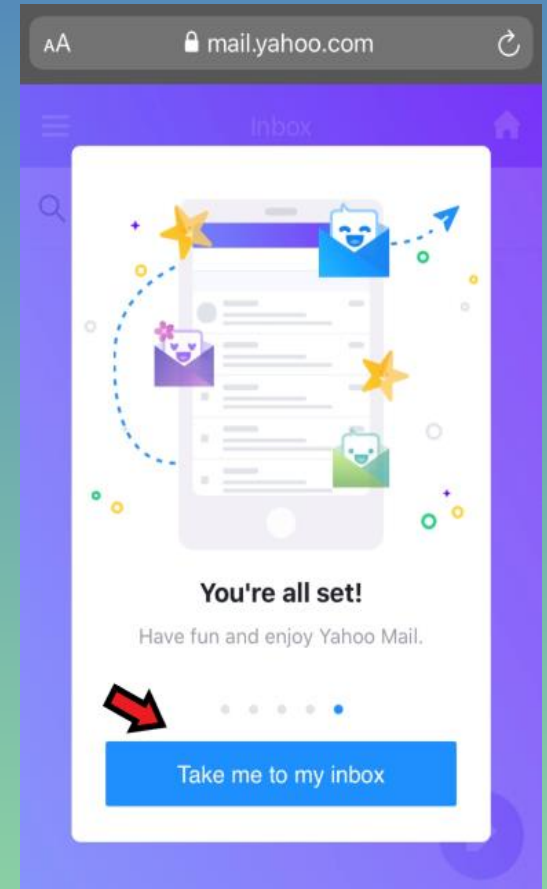 AA mail.yahoo.com
Inbox
You're all set!
Have fun and enjoy Yahoo Mail.
Take me to my inbox